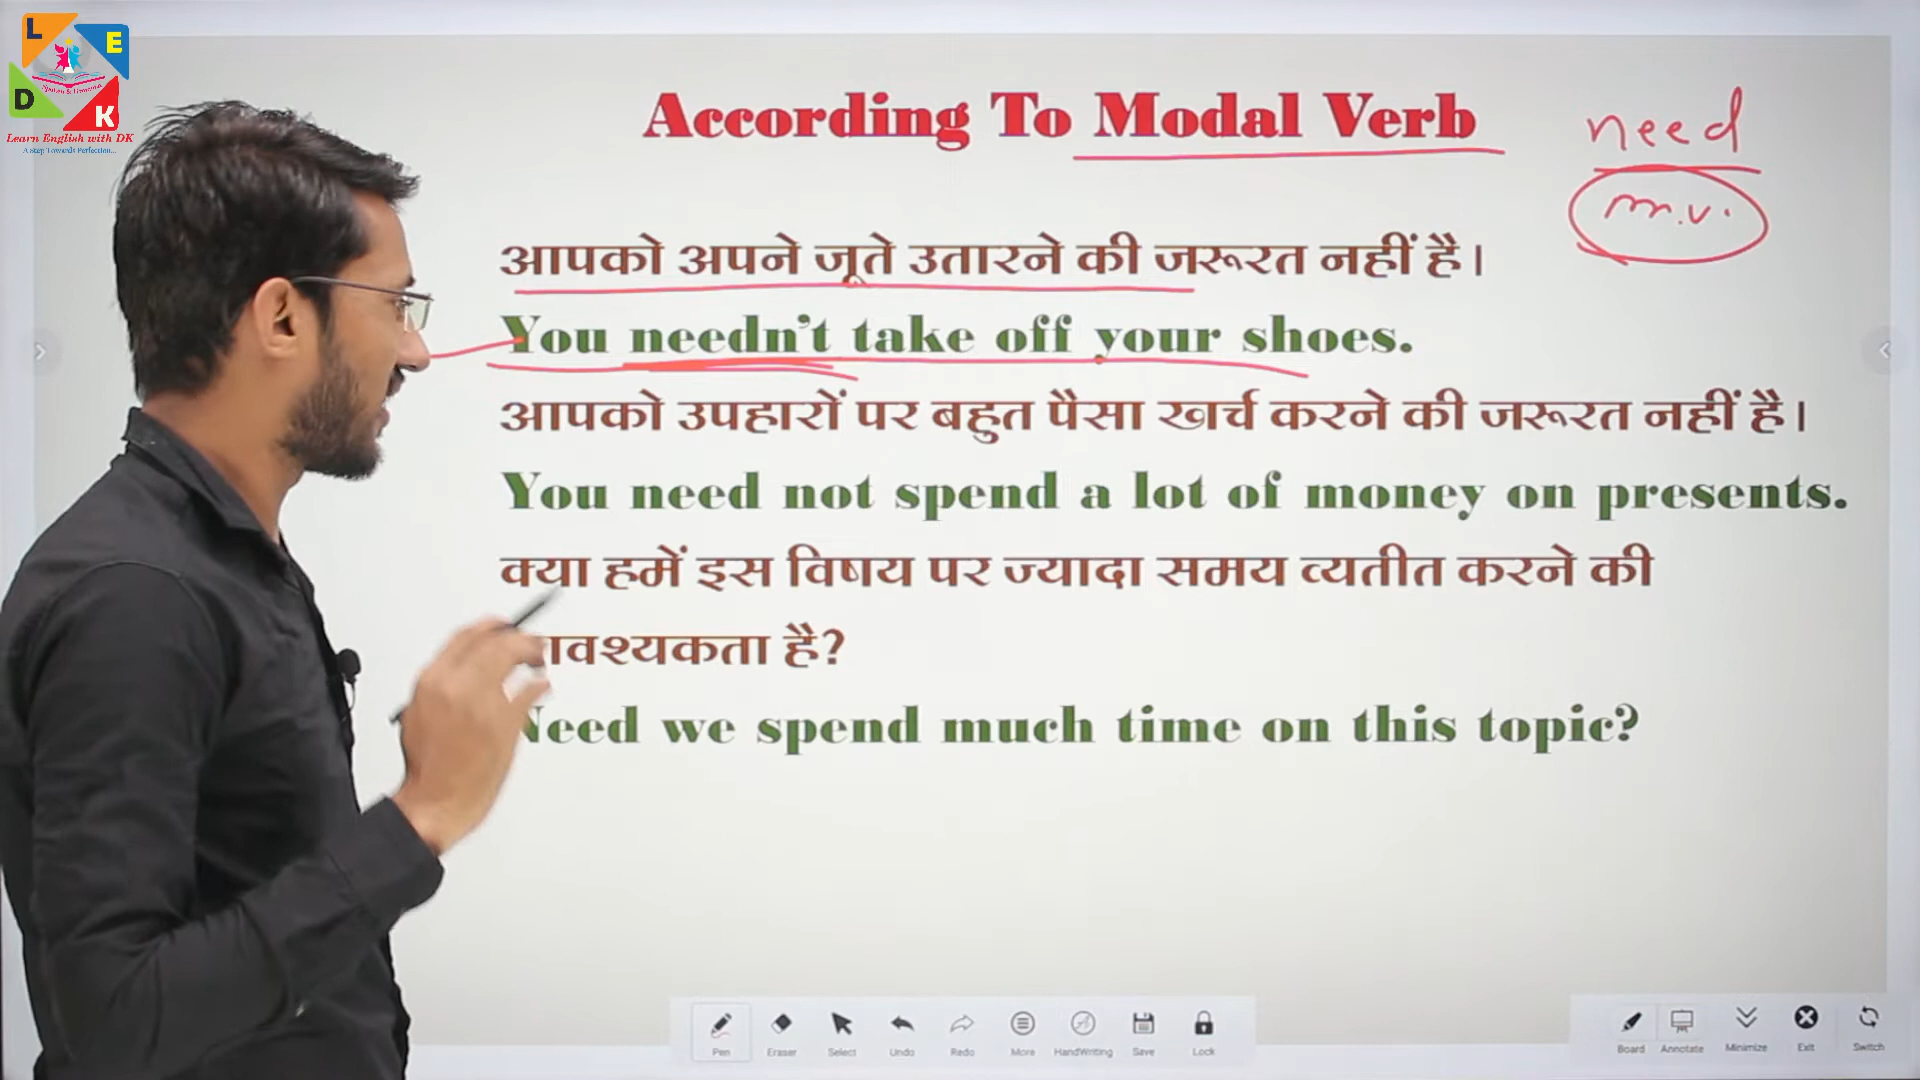 L
E
D
K
Learn English with DK
A Step Towards Perfection...
According To Modal Verb
need
m.v.
आपको अपने जूते उतारने की जरूरत नहीं है।
You needn't take off your shoes.
आपको उपहारों पर बहुत पैसा खर्च करने की जरूरत नहीं है।
You need not spend a lot of money on presents.
क्या हमें इस विषय पर ज्यादा समय व्यतीत करने की
है?
Need we spend much time on this topic?
Pen Eraser Select Undo Redo More HandWriting Save Lock
Board Annotate Minimize Exit Switch